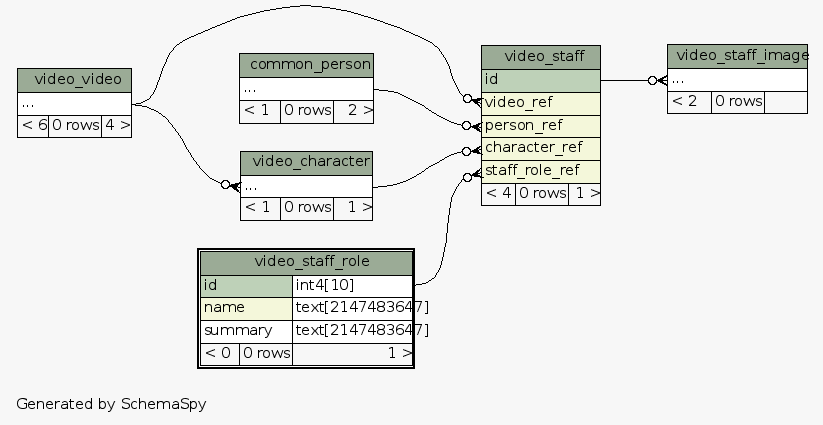 video_video
...
< 6 0 rows 4 >
common_person
...
< 1 0 rows 2 >
video_character
...
< 1 0 rows 1 >
video_staff
id
video_ref
person_ref
character_ref
staff_role_ref
< 4 0 rows 1 >
video_staff_image
...
< 2 0 rows
video_staff_role
id int4[10]
name text[2147483647]
summary text[2147483647]
< 0 0 rows 1 >
Generated by SchemaSpy